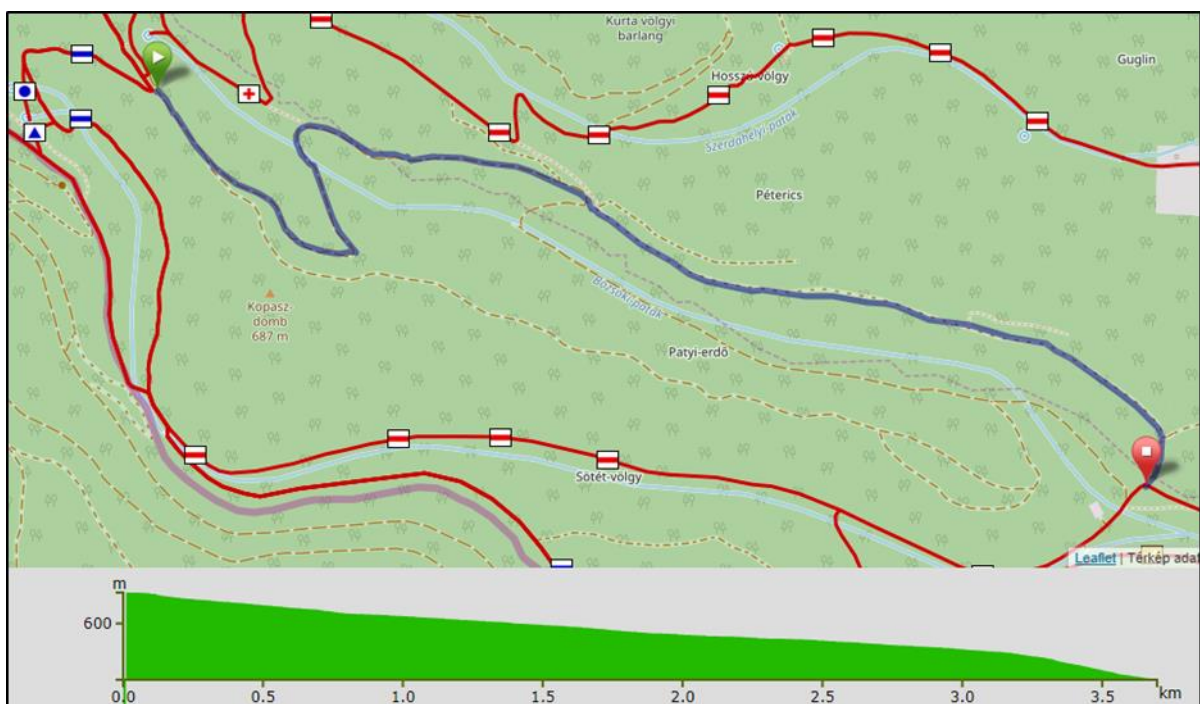 Kurta völgyi
barlang
Hosszú-völgy
Guglin
Szerdahelyi-patak
Péterics
Bózsaki-patak
Kopasz-
domb
687 m
Patyi-erdő
Sötét-völgy
Leaflet | Térkép adat
m
600
0.0
0.5
1.0
1.5
2.0
2.5
3.0
3.5
km